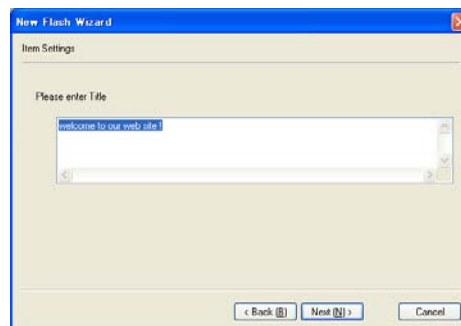 New Flash Wizard
Item Settings
Please enter Title
welcome to our web site!
< Back (B) Next (N) > Cancel